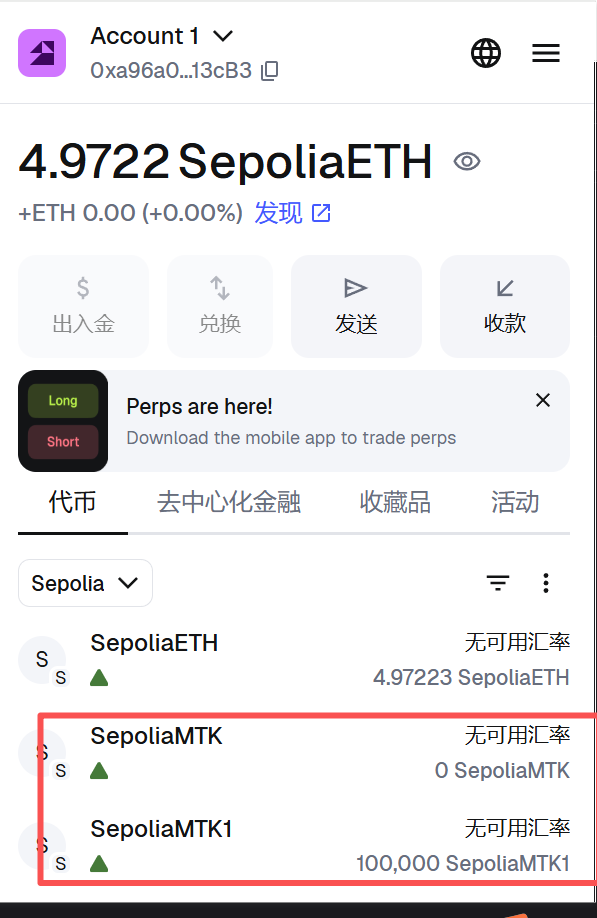 Account 1
0xa96a0...13cB3
4.9722 SepoliaETH
+ETH 0.00 (+0.00%) 发现
出入金 兑换 发送 收款
Long
Short
Perps are here!
Download the mobile app to trade perps
代币 去中心化金融 收藏品 活动
Sepolia
S
S
SepoliaETH 无可用汇率
4.97223 SepoliaETH
S
S
SepoliaMTK 无可用汇率
0 SepoliaMTK
S
S
SepoliaMTK1 无可用汇率
100,000 SepoliaMTK1